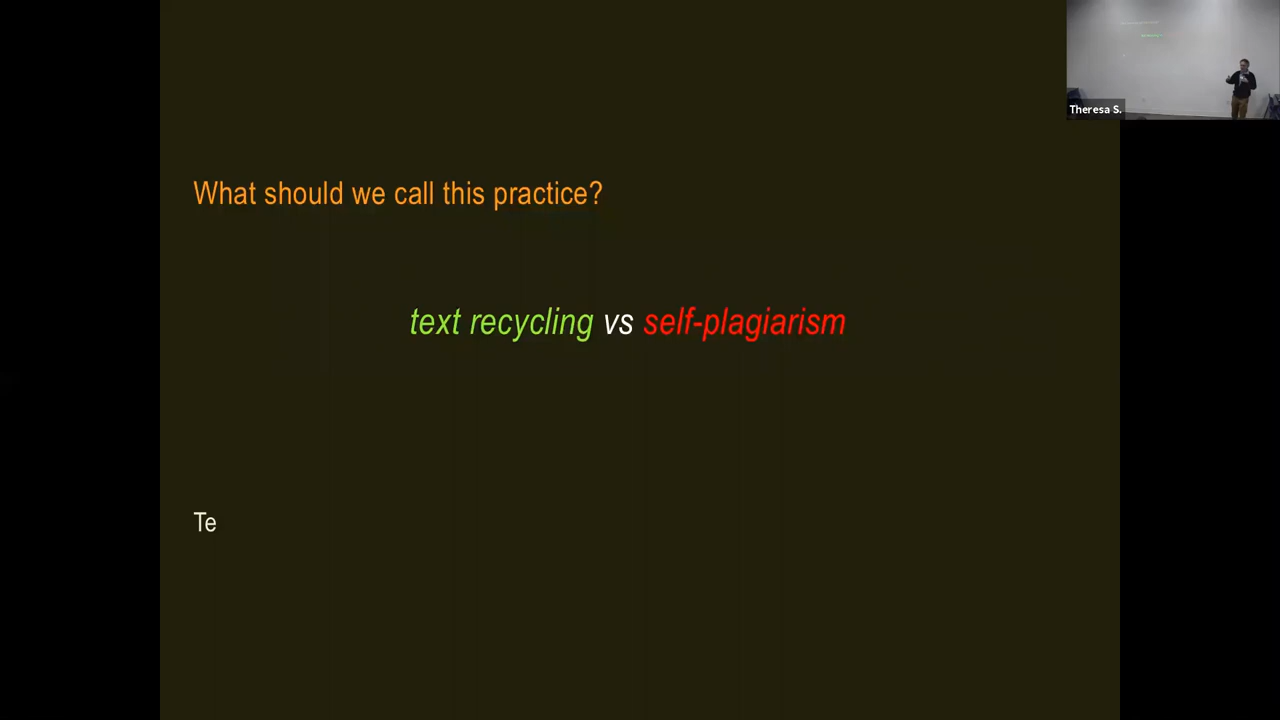 Theresa S.
What should we call this practice?
text recycling vs self-plagiarism
Te